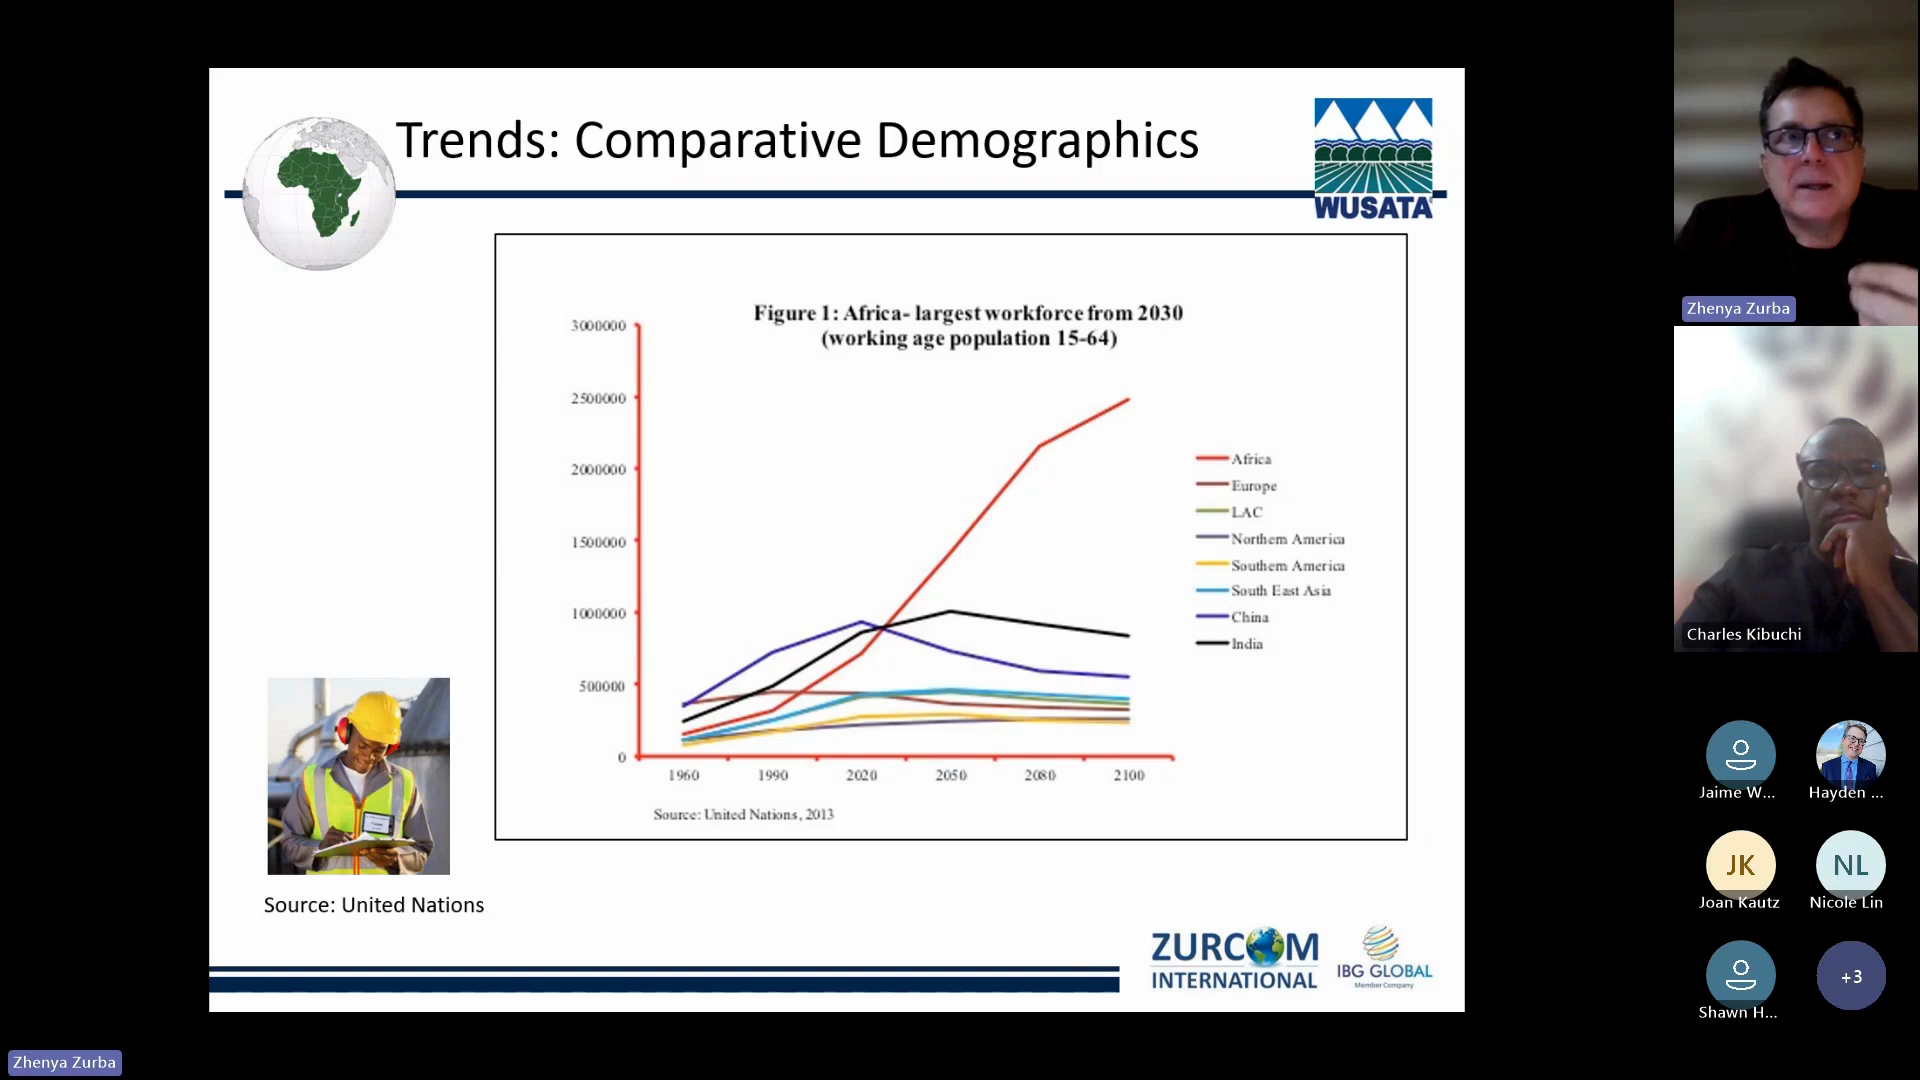 Trends: Comparative Demographics
WUSATA
Figure 1: Africa- largest workforce from 2030
(working age population 15-64)
3000000
2500000
2000000
1500000
1000000
500000
0
1960 1990 2020 2050 2080 2100
Africa
Europe
LAC
Northern America
Southern America
South East Asia
China
India
Source: United Nations, 2013
Source: United Nations
ZURCOM
INTERNATIONAL
IBG GLOBAL
Member Company
Zhenya Zurba
Charles Kibuchi
Jaime W...
Hayden ...
JK
Joan Kautz
NL
Nicole Lin
Shawn H...
+3
Zhenya Zurba